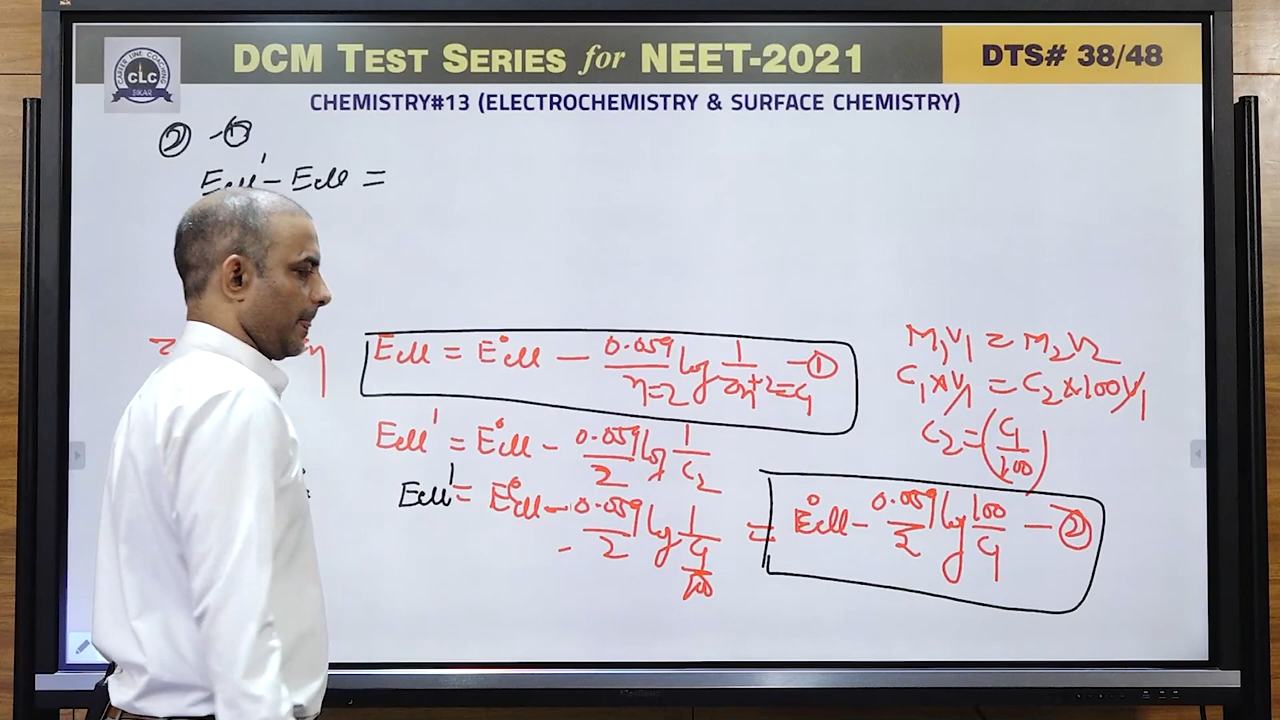 CAREER LINE COACHING
CLC
SIKAR
DCM TEST SERIES for NEET-2021
DTS# 38/48
CHEMISTRY#13 (ELECTROCHEMISTRY & SURFACE CHEMISTRY)
② - ①
Ecell' - Ecell =
Ecell = E°cell - 0.059/n=2 log 1/Zn+2=C1 - ①
Ecell' = E°cell - 0.059/2 log 1/C2
Ecell' = E°cell - 0.059/2 log 1/(C1/100) = E°cell - 0.059/2 log 100/C1 - ②
M1V1 = M2V2
C1×V1 = C2×100V1
C2 = (C1/100)